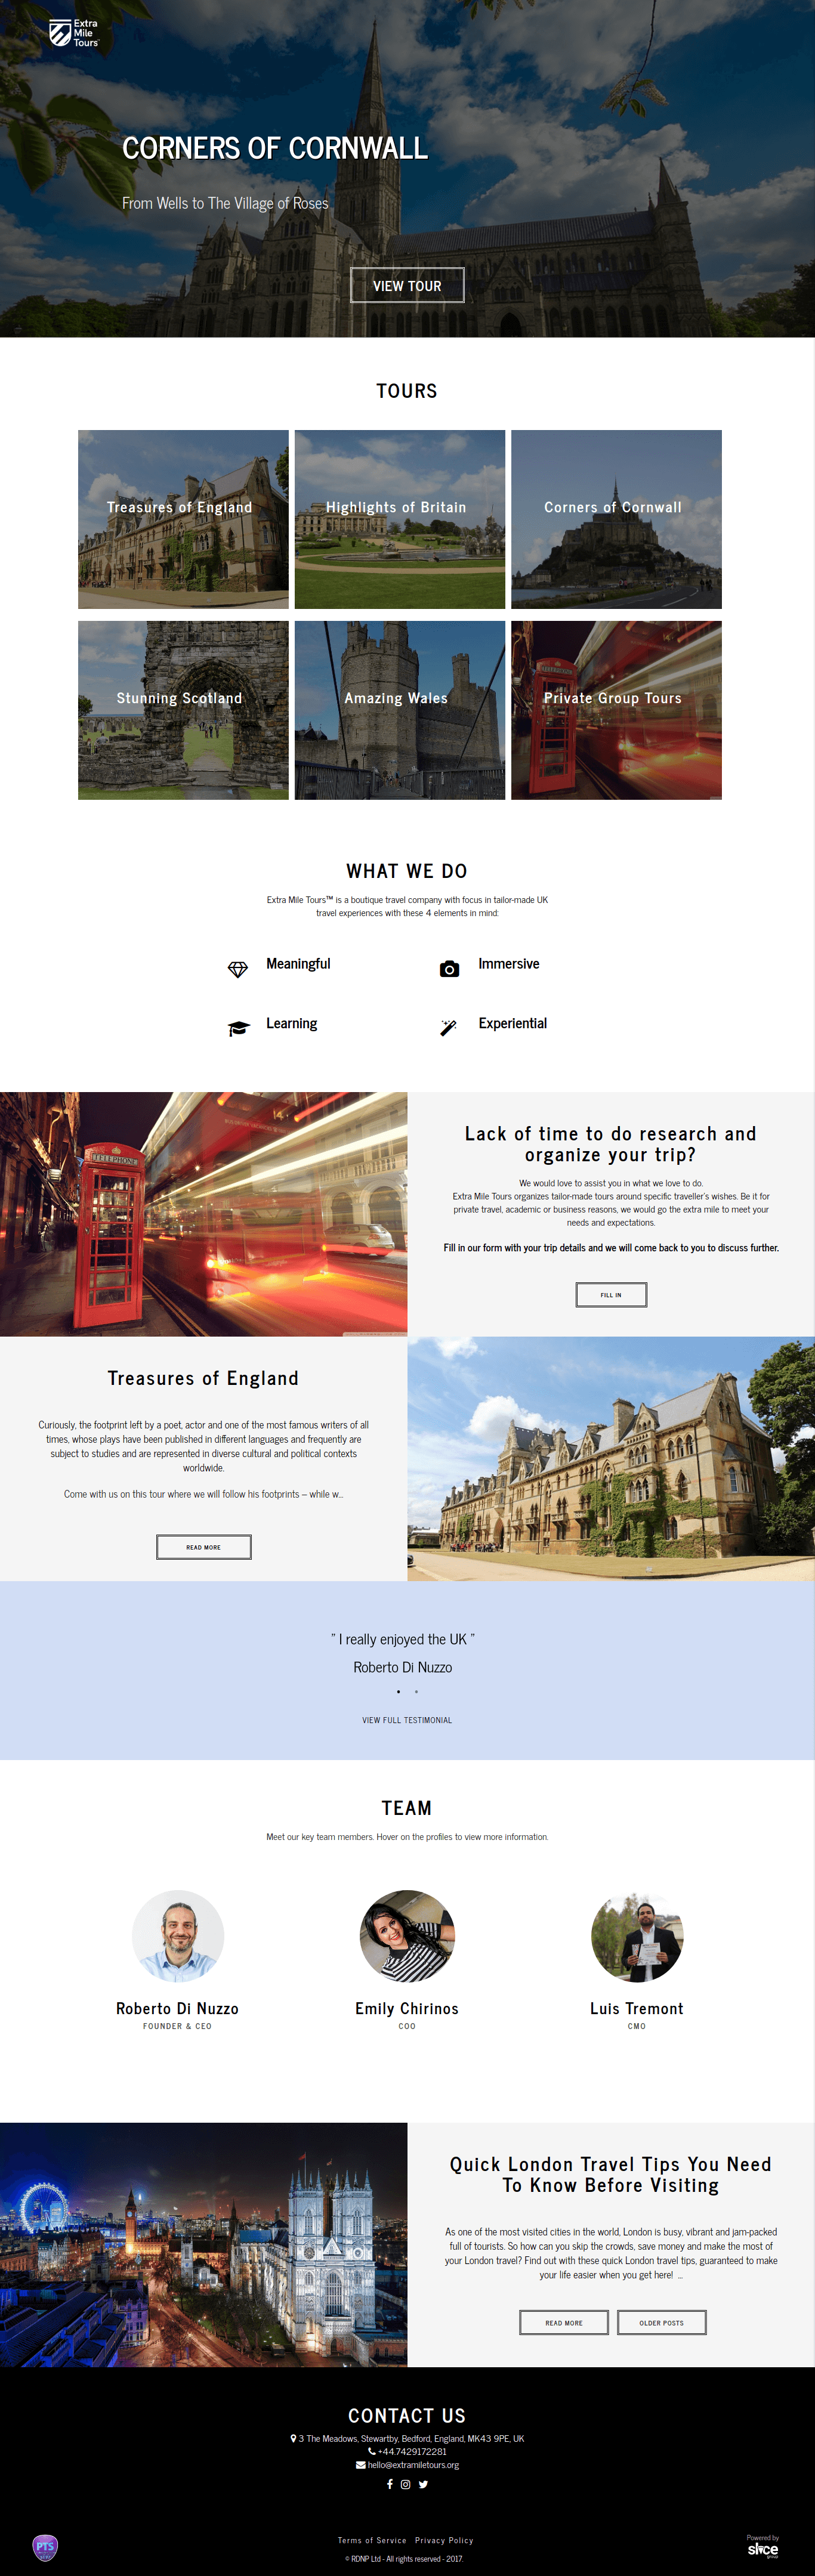 Extra
Mile
Tours
CORNERS OF CORNWALL
From Wells to The Village of Roses
VIEW TOUR
TOURS
Treasures of England
Highlights of Britain
Corners of Cornwall
Stunning Scotland
Amazing Wales
Private Group Tours
WHAT WE DO
Extra Mile Tours™ is a boutique travel company with focus in tailor-made UK
travel experiences with these 4 elements in mind:
Meaningful
Immersive
Learning
Experiential
TELEPHONE
Lack of time to do research and
organize your trip?
We would love to assist you in what we love to do.
Extra Mile Tours organizes tailor-made tours around specific traveller's wishes. Be it for
private travel, academic or business reasons, we would go the extra mile to meet your
needs and expectations.
Fill in our form with your trip details and we will come back to you to discuss further.
FILL IN
Treasures of England
Curiously, the footprint left by a poet, actor and one of the most famous writers of all
times, whose plays have been published in different languages and frequently are
subject to studies and are represented in diverse cultural and political contexts
worldwide.
Come with us on this tour where we will follow his footprints – while w...
READ MORE
" I really enjoyed the UK "
Roberto Di Nuzzo
VIEW FULL TESTIMONIAL
TEAM
Meet our key team members. Hover on the profiles to view more information.
Roberto Di Nuzzo
FOUNDER & CEO
Emily Chirinos
COO
Luis Tremont
CMO
Quick London Travel Tips You Need
To Know Before Visiting
As one of the most visited cities in the world, London is busy, vibrant and jam-packed
full of tourists. So how can you skip the crowds, save money and make the most of
your London travel? Find out with these quick London travel tips, guaranteed to make
your life easier when you get here! ...
READ MORE
OLDER POSTS
CONTACT US
3 The Meadows, Stewartby, Bedford, England, MK43 9PE, UK
+44.7429172281
hello@extramiletours.org
PTS
Terms of Service Privacy Policy
© RDNP Ltd - All rights reserved - 2017.
Powered by
slice
group